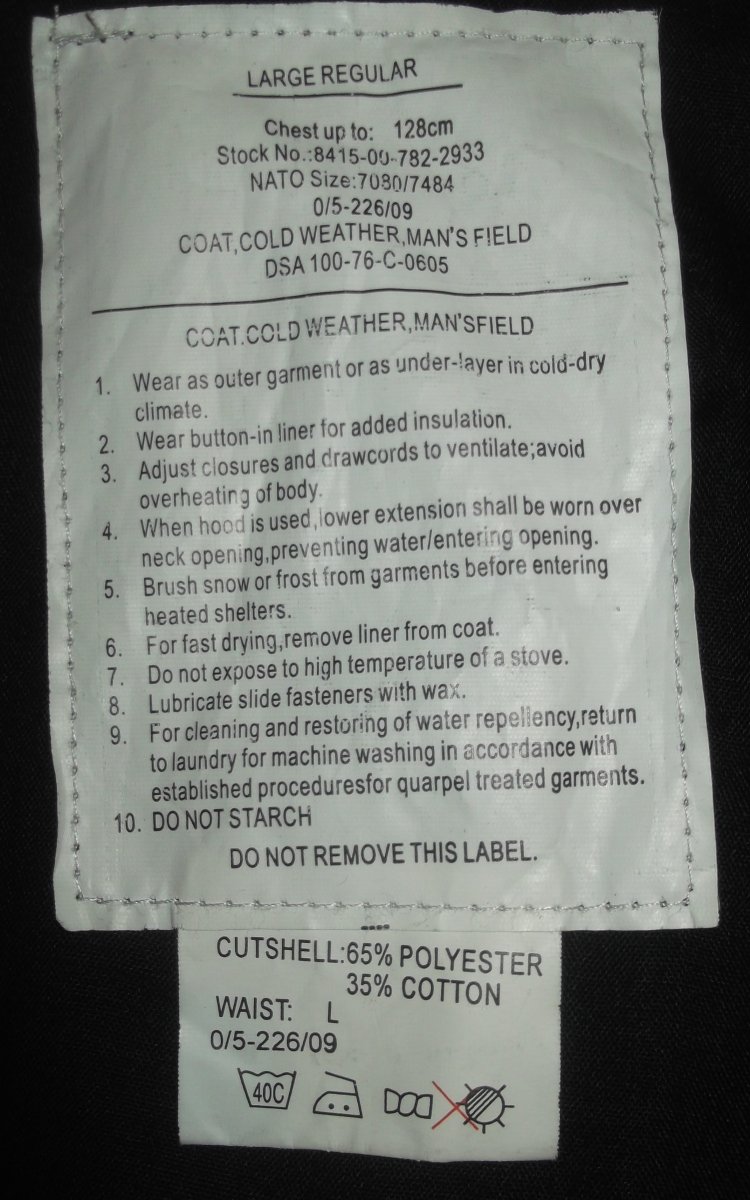 LARGE REGULAR
Chest up to: 128cm
Stock No.:8415-00-782-2933
NATO Size:7080/7484
0/5-226/09
COAT,COLD WEATHER,MAN'S FIELD
DSA 100-76-C-0605
COAT.COLD WEATHER,MAN'SFIELD
1. Wear as outer garment or as under-layer in cold-dry
climate.
2. Wear button-in liner for added insulation.
3. Adjust closures and drawcords to ventilate;avoid
overheating of body.
4. When hood is used,lower extension shall be worn over
neck opening,preventing water/entering opening.
5. Brush snow or frost from garments before entering
heated shelters.
6. For fast drying,remove liner from coat.
7. Do not expose to high temperature of a stove.
8. Lubricate slide fasteners with wax.
9. For cleaning and restoring of water repellency,return
to laundry for machine washing in accordance with
established proceduresfor quarpel treated garments.
10. DO NOT STARCH
DO NOT REMOVE THIS LABEL.
CUTSHELL:65% POLYESTER
35% COTTON
WAIST: L
0/5-226/09
40C